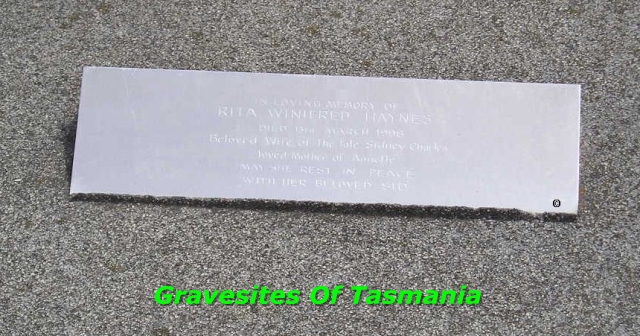 IN LOVING MEMORY OF
RITA WINIFRED HAYNES
DIED 15TH MARCH 1998
Beloved Wife of The late Sidney Charles
loved Mother of Annette
MAY SHE REST IN PEACE
WITH HER BELOVED SID
Gravesites Of Tasmania